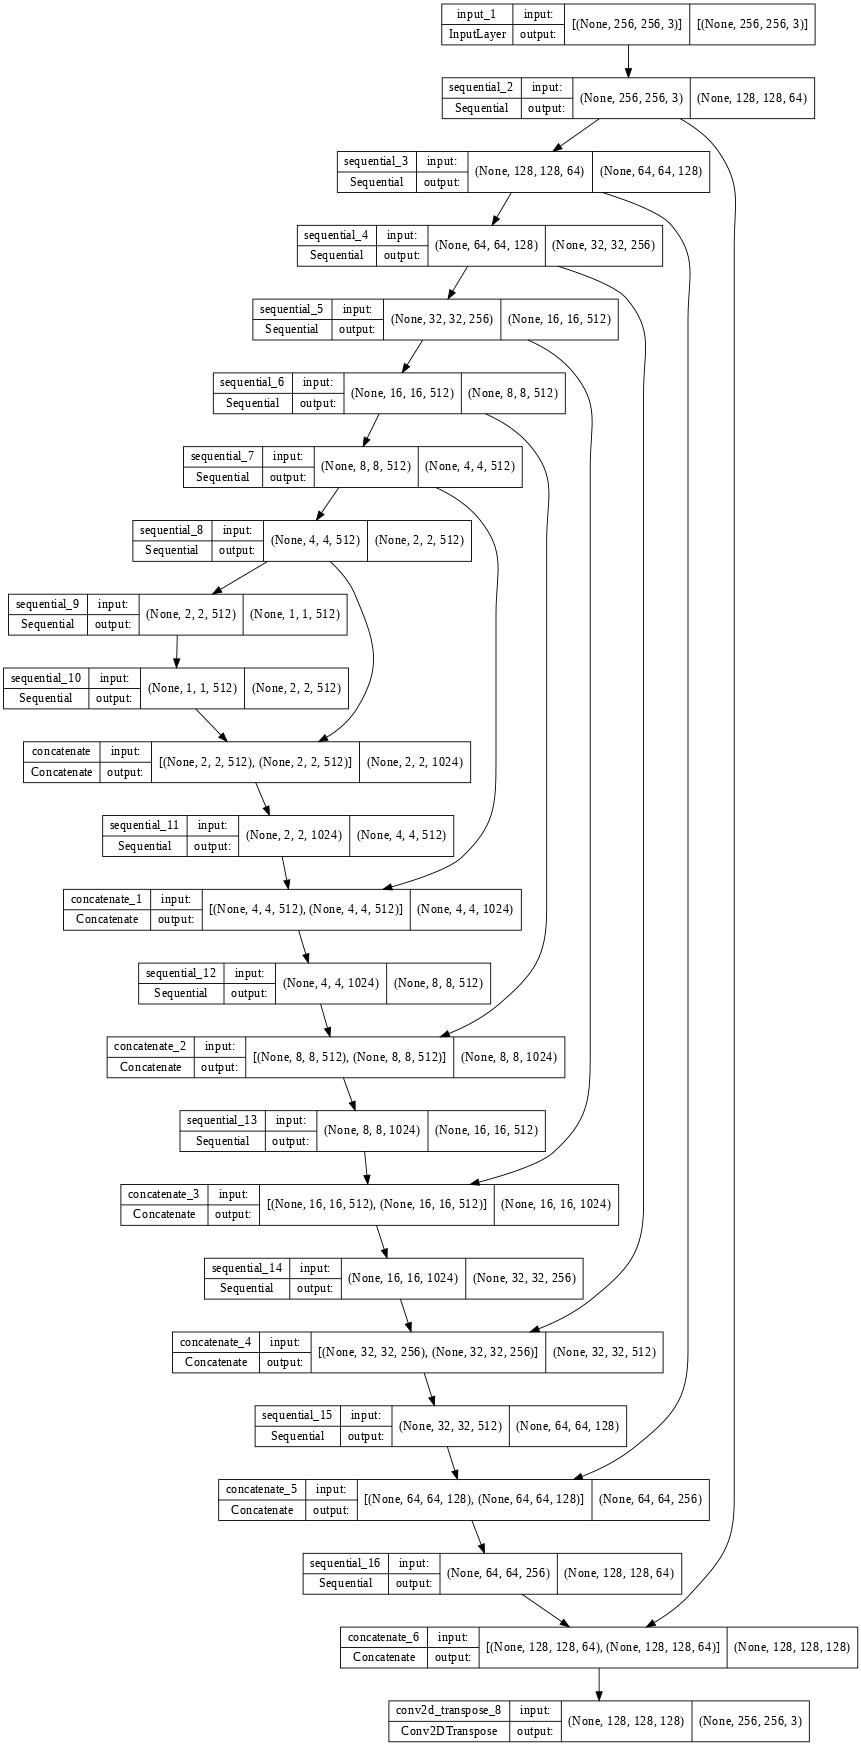 input_1 input: [(None, 256, 256, 3)] [(None, 256, 256, 3)]
InputLayer output:
sequential_2 input: (None, 256, 256, 3) (None, 128, 128, 64)
Sequential output:
sequential_3 input: (None, 128, 128, 64) (None, 64, 64, 128)
Sequential output:
sequential_4 input: (None, 64, 64, 128) (None, 32, 32, 256)
Sequential output:
sequential_5 input: (None, 32, 32, 256) (None, 16, 16, 512)
Sequential output:
sequential_6 input: (None, 16, 16, 512) (None, 8, 8, 512)
Sequential output:
sequential_7 input: (None, 8, 8, 512) (None, 4, 4, 512)
Sequential output:
sequential_8 input: (None, 4, 4, 512) (None, 2, 2, 512)
Sequential output:
sequential_9 input: (None, 2, 2, 512) (None, 1, 1, 512)
Sequential output:
sequential_10 input: (None, 1, 1, 512) (None, 2, 2, 512)
Sequential output:
concatenate input: [(None, 2, 2, 512), (None, 2, 2, 512)] (None, 2, 2, 1024)
Concatenate output:
sequential_11 input: (None, 2, 2, 1024) (None, 4, 4, 512)
Sequential output:
concatenate_1 input: [(None, 4, 4, 512), (None, 4, 4, 512)] (None, 4, 4, 1024)
Concatenate output:
sequential_12 input: (None, 4, 4, 1024) (None, 8, 8, 512)
Sequential output:
concatenate_2 input: [(None, 8, 8, 512), (None, 8, 8, 512)] (None, 8, 8, 1024)
Concatenate output:
sequential_13 input: (None, 8, 8, 1024) (None, 16, 16, 512)
Sequential output:
concatenate_3 input: [(None, 16, 16, 512), (None, 16, 16, 512)] (None, 16, 16, 1024)
Concatenate output:
sequential_14 input: (None, 16, 16, 1024) (None, 32, 32, 256)
Sequential output:
concatenate_4 input: [(None, 32, 32, 256), (None, 32, 32, 256)] (None, 32, 32, 512)
Concatenate output:
sequential_15 input: (None, 32, 32, 512) (None, 64, 64, 128)
Sequential output:
concatenate_5 input: [(None, 64, 64, 128), (None, 64, 64, 128)] (None, 64, 64, 256)
Concatenate output:
sequential_16 input: (None, 64, 64, 256) (None, 128, 128, 64)
Sequential output:
concatenate_6 input: [(None, 128, 128, 64), (None, 128, 128, 64)] (None, 128, 128, 128)
Concatenate output:
conv2d_transpose_8 input: (None, 128, 128, 128) (None, 256, 256, 3)
Conv2DTranspose output: